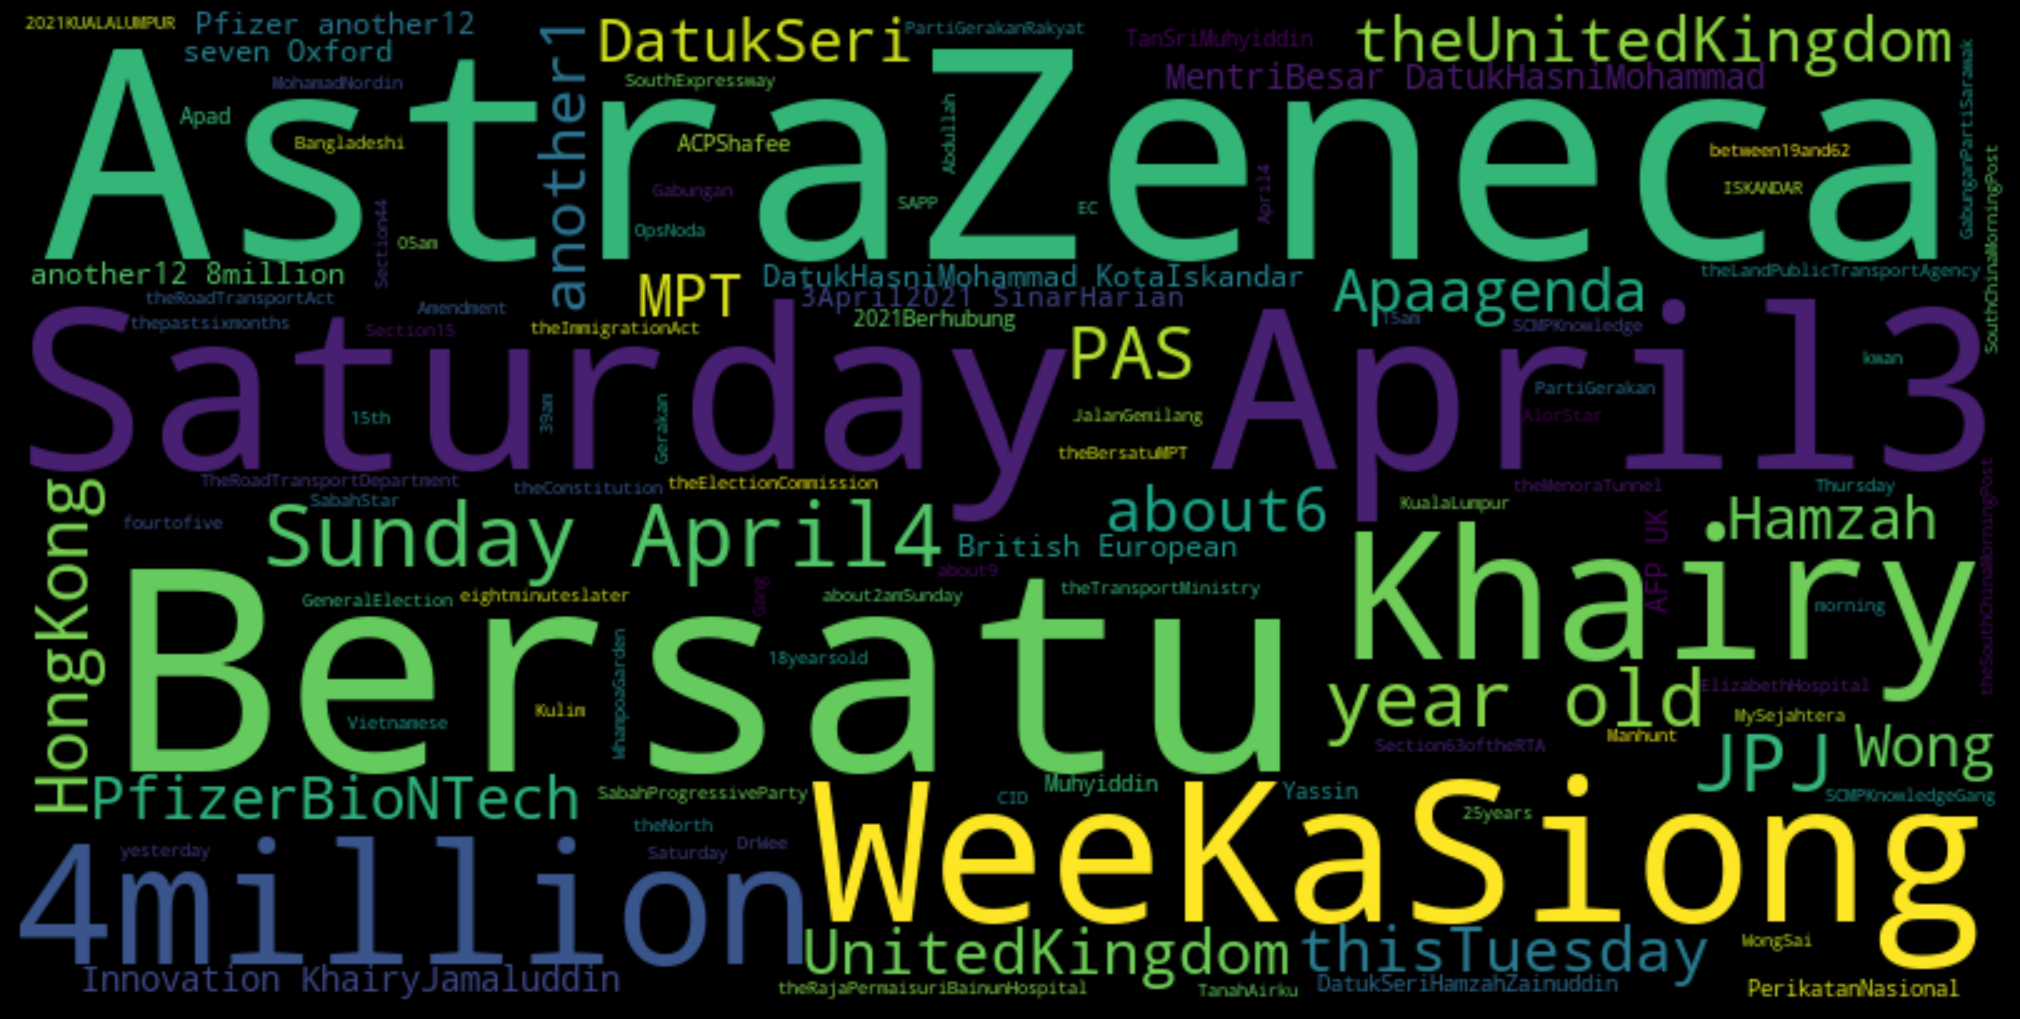 2021KUALALUMPUR
Pfizer another12
seven Oxford
MohamadNordin
another1
DatukSeri
PartiGerakanRakyat
TanSriMuhyiddin
theUnitedKingdom
MentriBesar DatukHasniMohammad
SouthExpressway
AstraZeneca
Apad
Bangladeshi
ACPShafee
Abdullah
between19and62
ISKANDAR
GabunganPartiSarawak
SouthChinaMorningPost
Gabungan
SAPP
EC
April4
Section44
05am
OpsNoda
another12 8million
MPT
DatukHasniMohammad KotaIskandar
3April2021 SinarHarian
Apaagenda
theLandPublicTransportAgency
theRoadTransportAct
thepastsixmonths
Amendment
Section15
theImmigrationAct
2021Berhubung
15am
SCMPKnowledge
Saturday April3
PAS
kwan
PartiGerakan
AlorStar
15th
39am
Gerakan
JalanGemilang
theBersatuMPT
TheRoadTransportDepartment
theConstitution
theElectionCommission
theMenoraTunnel
Thursday
SabahStar
fourtofive
HongKong
Sunday April4
about6
KualaLumpur
Hamzah
British European
AFP UK
about9
Khairy
Bersatu
GeneralElection
eightminuteslater
Gang
about2amSunday
theTransportMinistry
morning
theSouthChinaMorningPost
WhampoaGarden
18yearsold
Vietnamese
Kulim
year old
ElizabethHospital
MySejahtera
Manhunt
Section63oftheRTA
JPJ
Wong
PfizerBioNTech
SabahProgressiveParty
Muhyiddin
CID
Yassin
SCMPKnowledgeGang
25years
theNorth
DrWee
Saturday
yesterday
4million
WeeKaSiong
UnitedKingdom
thisTuesday
WongSai
Innovation KhairyJamaluddin
theRajaPermaisuriBainunHospital
TanahAirku
DatukSeriHamzahZainuddin
PerikatanNasional